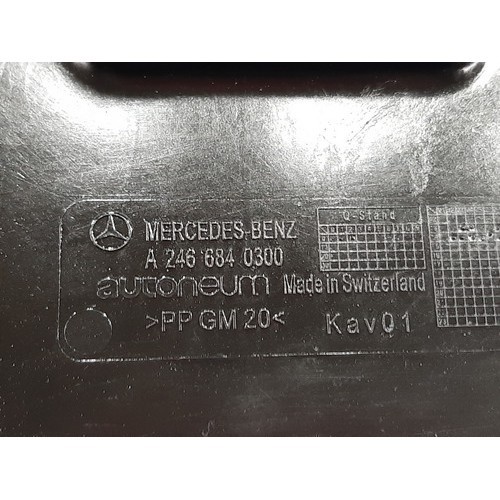 MERCEDES-BENZ
A 246 684 0300
autoneum Made in Switzerland
>PP GM 20< Kav01
Q-Stand